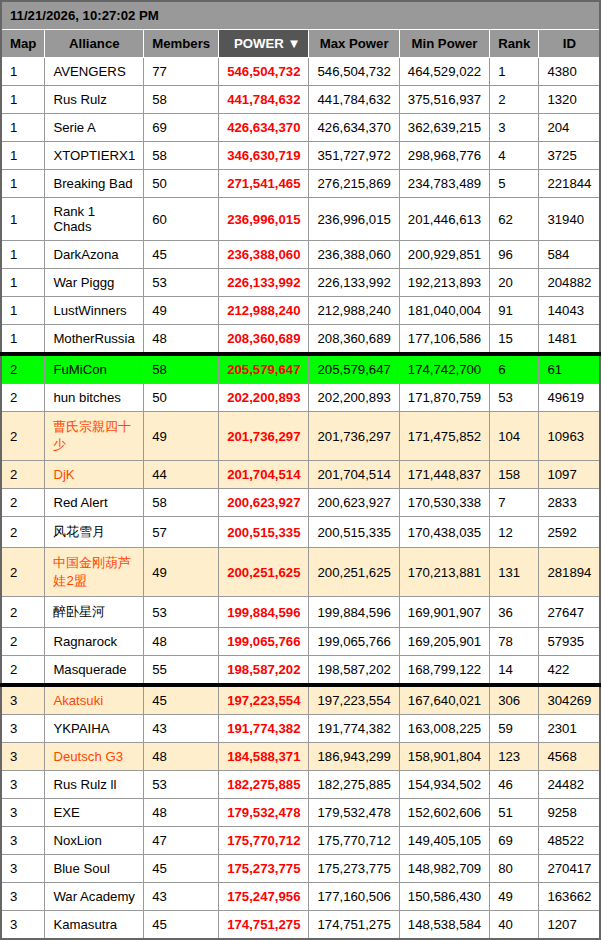 11/21/2026, 10:27:02 PM
Map Alliance Members POWER ▼ Max Power Min Power Rank ID
1 AVENGERS 77 546,504,732 546,504,732 464,529,022 1 4380
1 Rus Rulz 58 441,784,632 441,784,632 375,516,937 2 1320
1 Serie A 69 426,634,370 426,634,370 362,639,215 3 204
1 XTOPTIERX1 58 346,630,719 351,727,972 298,968,776 4 3725
1 Breaking Bad 50 271,541,465 276,215,869 234,783,489 5 221844
1 Rank 1 Chads 60 236,996,015 236,996,015 201,446,613 62 31940
1 DarkAzona 45 236,388,060 236,388,060 200,929,851 96 584
1 War Piggg 53 226,133,992 226,133,992 192,213,893 20 204882
1 LustWinners 49 212,988,240 212,988,240 181,040,004 91 14043
1 MotherRussia 48 208,360,689 208,360,689 177,106,586 15 1481
2 FuMiCon 58 205,579,647 205,579,647 174,742,700 6 61
2 hun bitches 50 202,200,893 202,200,893 171,870,759 53 49619
2 曹氏宗親四十少 49 201,736,297 201,736,297 171,475,852 104 10963
2 DjK 44 201,704,514 201,704,514 171,448,837 158 1097
2 Red Alert 58 200,623,927 200,623,927 170,530,338 7 2833
2 风花雪月 57 200,515,335 200,515,335 170,438,035 12 2592
2 中国金刚葫芦娃2盟 49 200,251,625 200,251,625 170,213,881 131 281894
2 醉卧星河 53 199,884,596 199,884,596 169,901,907 36 27647
2 Ragnarock 48 199,065,766 199,065,766 169,205,901 78 57935
2 Masquerade 55 198,587,202 198,587,202 168,799,122 14 422
3 Akatsuki 45 197,223,554 197,223,554 167,640,021 306 304269
3 YKPAIHA 43 191,774,382 191,774,382 163,008,225 59 2301
3 Deutsch G3 48 184,588,371 186,943,299 158,901,804 123 4568
3 Rus Rulz ll 53 182,275,885 182,275,885 154,934,502 46 24482
3 EXE 48 179,532,478 179,532,478 152,602,606 51 9258
3 NoxLion 47 175,770,712 175,770,712 149,405,105 69 48522
3 Blue Soul 45 175,273,775 175,273,775 148,982,709 80 270417
3 War Academy 43 175,247,956 177,160,506 150,586,430 49 163662
3 Kamasutra 45 174,751,275 174,751,275 148,538,584 40 1207